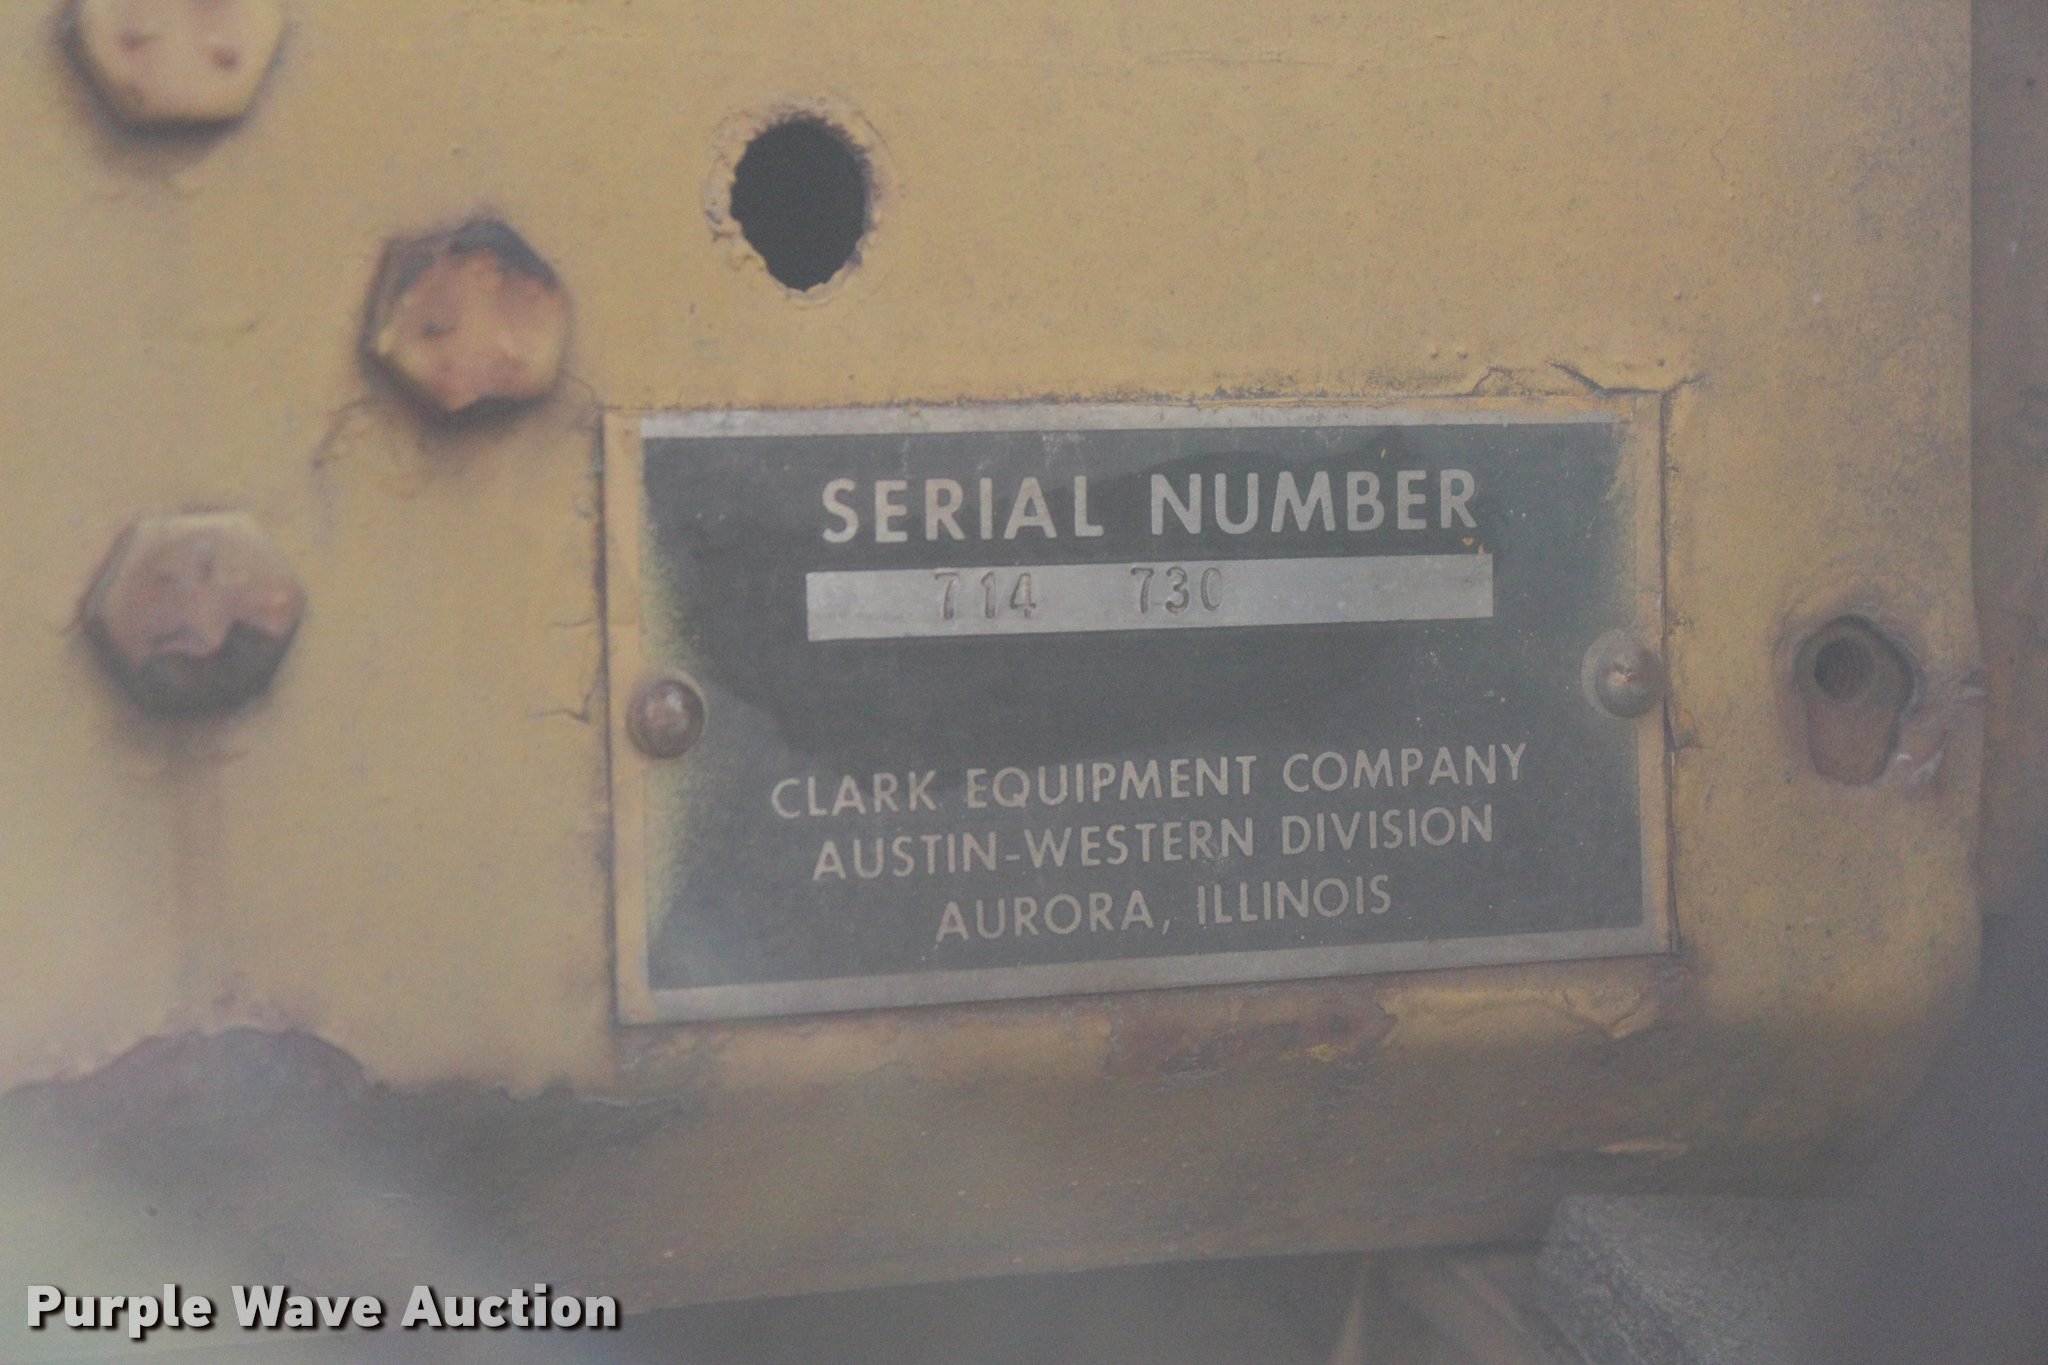 SERIAL NUMBER
714 730
CLARK EQUIPMENT COMPANY
AUSTIN-WESTERN DIVISION
AURORA, ILLINOIS
Purple Wave Auction